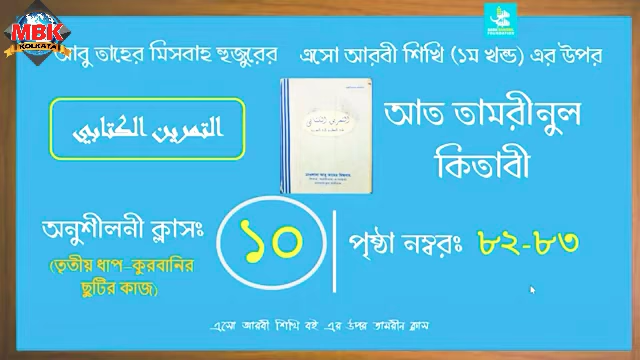 MBK
KOLKATA
আবু তাহের মিসবাহ হুজুরের এসো আরবী শিখি (১ম খন্ড) এর উপর
التمرين الكتابي
আত তামরীনুল
কিতাবী
অনুশীলনী ক্লাসঃ ১০
(তৃতীয় ধাপ-কুরবানির
ছুটির কাজ)
পৃষ্ঠা নম্বরঃ ৮২-৮৩
এসো আরবী শিখি বই এর উপর তামরীন ক্লাস